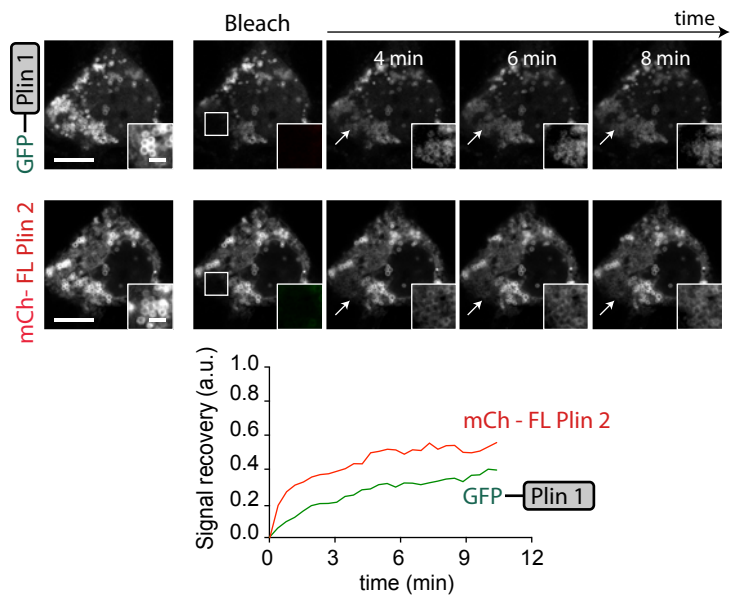 Bleach
time
GFP
Plin 1
4 min
6 min
8 min
mCh- FL Plin 2
Signal recovery (a.u.)
1.0
0.8
0.6
0.4
0.2
0.0
0
3
6
9
12
time (min)
mCh - FL Plin 2
GFP
Plin 1